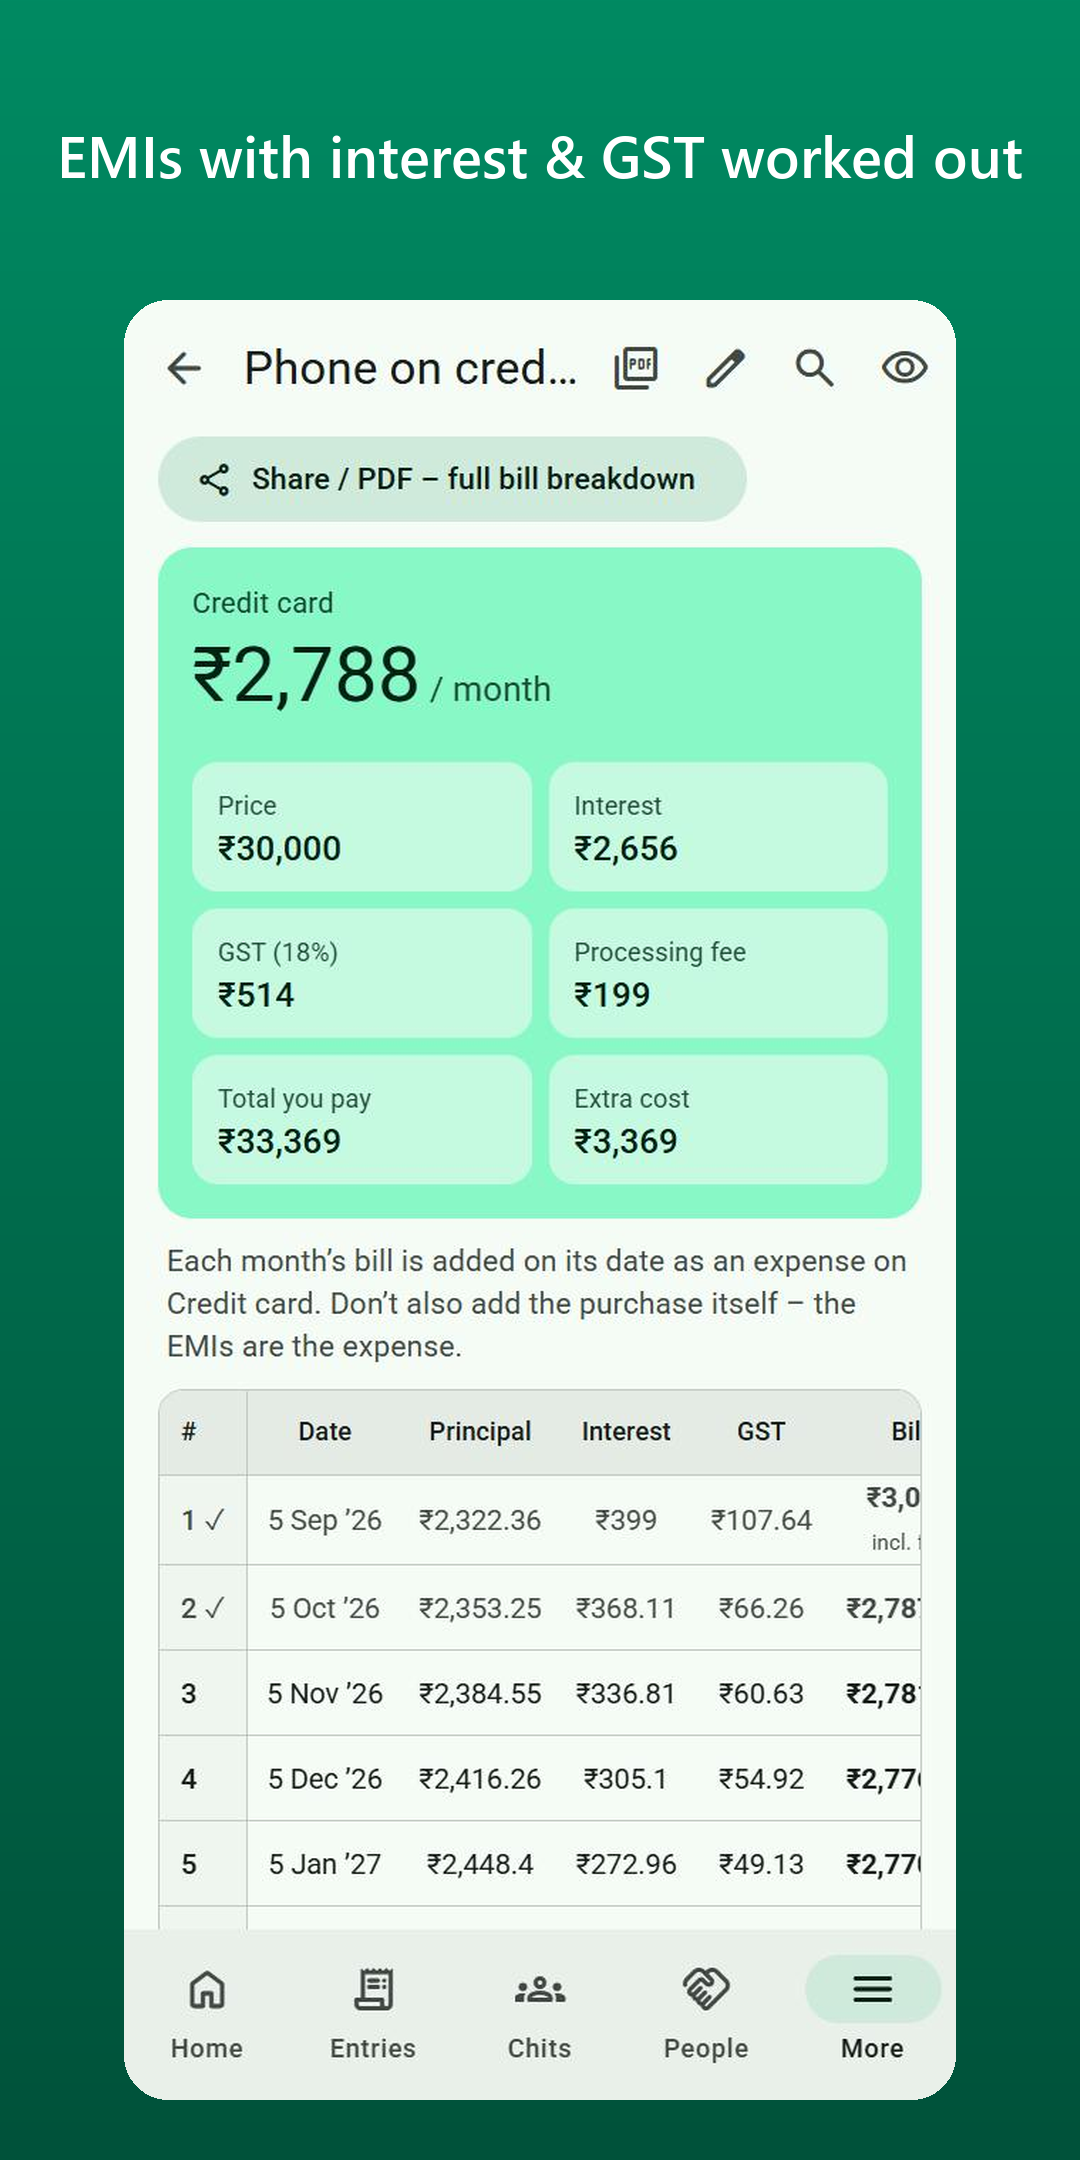 EMIs with interest & GST worked out
Phone on cred...
PDF
Share / PDF – full bill breakdown
Credit card
₹2,788 / month
Price
Interest
₹30,000
₹2,656
GST (18%)
Processing fee
₹514
₹199
Total you pay
Extra cost
₹33,369
₹3,369
Each month’s bill is added on its date as an expense on
Credit card. Don’t also add the purchase itself – the
EMIs are the expense.
# Date Principal Interest GST
1 ✓ 5 Sep ’26 ₹2,322.36 ₹399 ₹107.64
incl.
2 ✓ 5 Oct ’26 ₹2,353.25 ₹368.11 ₹66.26
3 5 Nov ’26 ₹2,384.55 ₹336.81 ₹60.63
4 5 Dec ’26 ₹2,416.26 ₹305.1 ₹54.92
5 5 Jan ’27 ₹2,448.4 ₹272.96 ₹49.13
Home Entries Chits People More